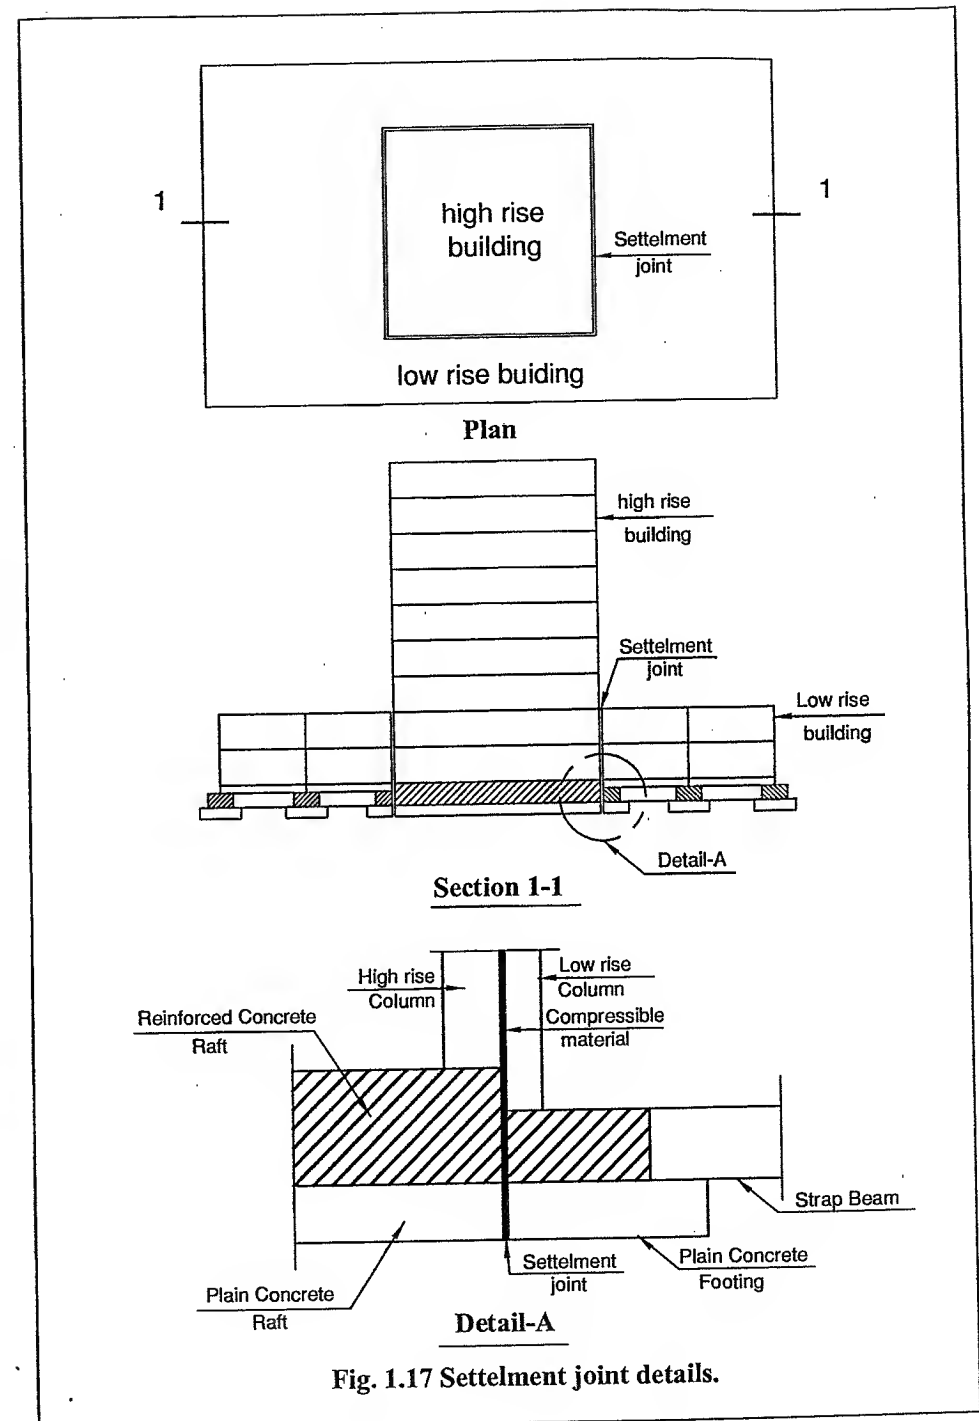 1
1
high rise
building
Settelment
joint
low rise buiding
Plan
high rise
building
Settelment
joint
Low rise
building
Detail-A
Section 1-1
High rise
Column
Low rise
Column
Reinforced Concrete
Raft
Compressible
material
Strap Beam
Settelment
joint
Plain Concrete
Footing
Plain Concrete
Raft
Detail-A
Fig. 1.17 Settelment joint details.